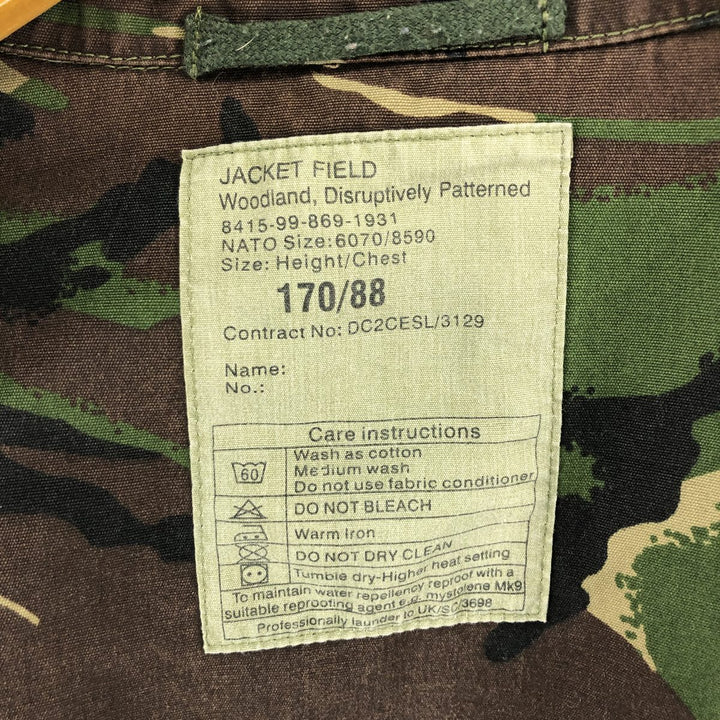 JACKET FIELD
Woodland, Disruptively Patterned
8415-99-869-1931
NATO Size:6070/8590
Size: Height/Chest
170/88
Contract No: DC2CESL/3129
Name:
No.:
Care instructions
60
Wash as cotton
Medium wash
Do not use fabric conditioner
DO NOT BLEACH
Warm Iron
DO NOT DRY CLEAN
Tumble dry-Higher heat setting
To maintain water repellency reproof with a
suitable reprooting agent e.g. mystolene Mk9
Professionally launder to UK/SC/3698